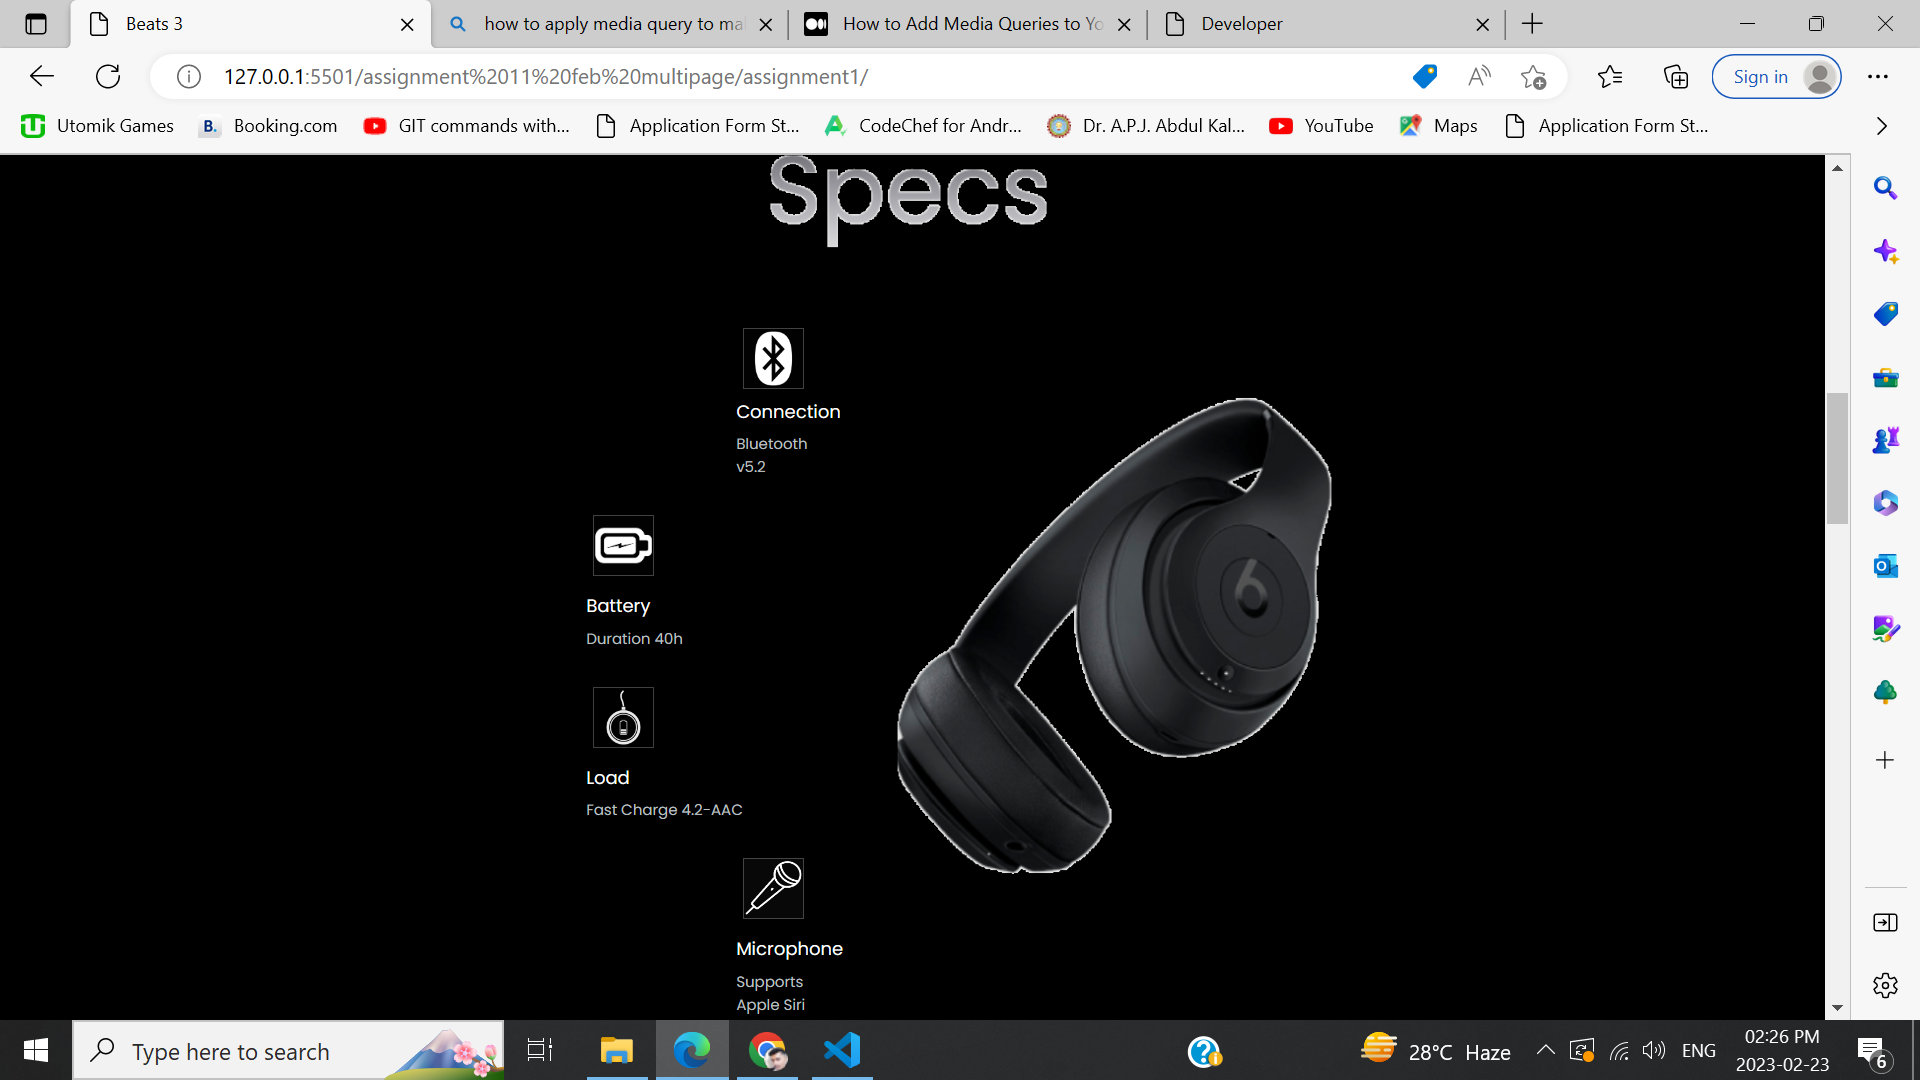 Beats 3
how to apply media query to mal
How to Add Media Queries to Yo
Developer
127.0.0.1:5501/assignment%2011%20feb%20multipage/assignment1/
Sign in
Utomik Games
B. Booking.com
GIT commands with...
Application Form St...
CodeChef for Andr...
Dr. A.P.J. Abdul Kal...
YouTube
Maps
Application Form St...
Specs
Connection
Bluetooth
v5.2
Battery
Duration 40h
Load
Fast Charge 4.2-AAC
Microphone
Supports
Apple Siri
Type here to search
28°C Haze
ENG
02:26 PM
2023-02-23
6